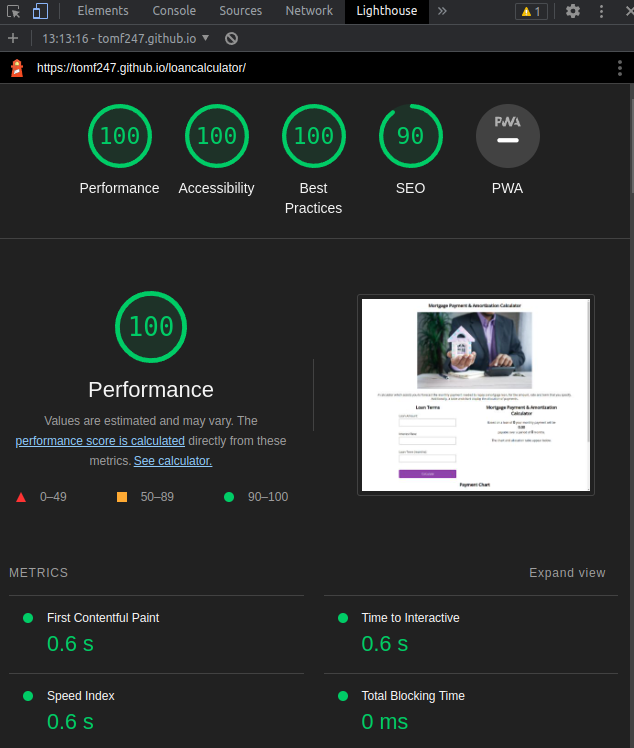 Elements Console Sources Network Lighthouse » 1
13:13:16 - tomf247.github.io
https://tomf247.github.io/loancalculator/
100 100 100 90 PWA
Performance Accessibility Best Practices SEO PWA
100
Performance
Values are estimated and may vary. The
performance score is calculated directly from these
metrics. See calculator.
0–49 50–89 90–100
Mortgage Payment & Amortization Calculator
Loan Terms
Mortgage Payment & Amortization
Calculator
Loan Amount
Payment Chart
METRICS Expand view
First Contentful Paint Time to Interactive
0.6 s 0.6 s
Speed Index Total Blocking Time
0.6 s 0 ms